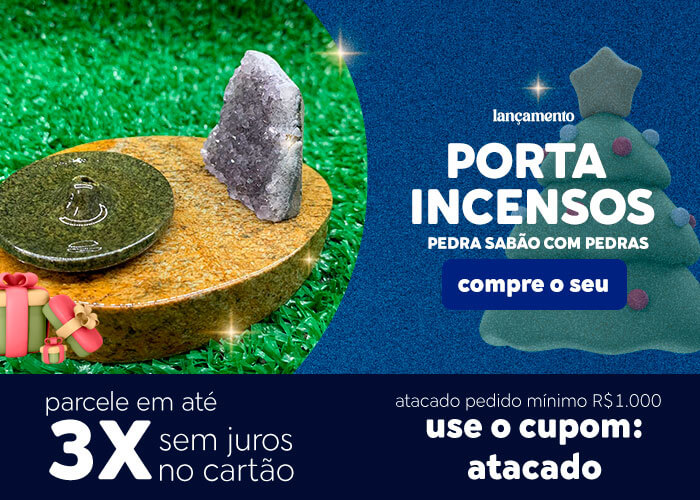 lançamento
PORTA
INCENSOS
PEDRA SABÃO COM PEDRAS
compre o seu
parcele em até
3X sem juros
no cartão
atacado pedido mínimo R$1.000
use o cupom:
atacado